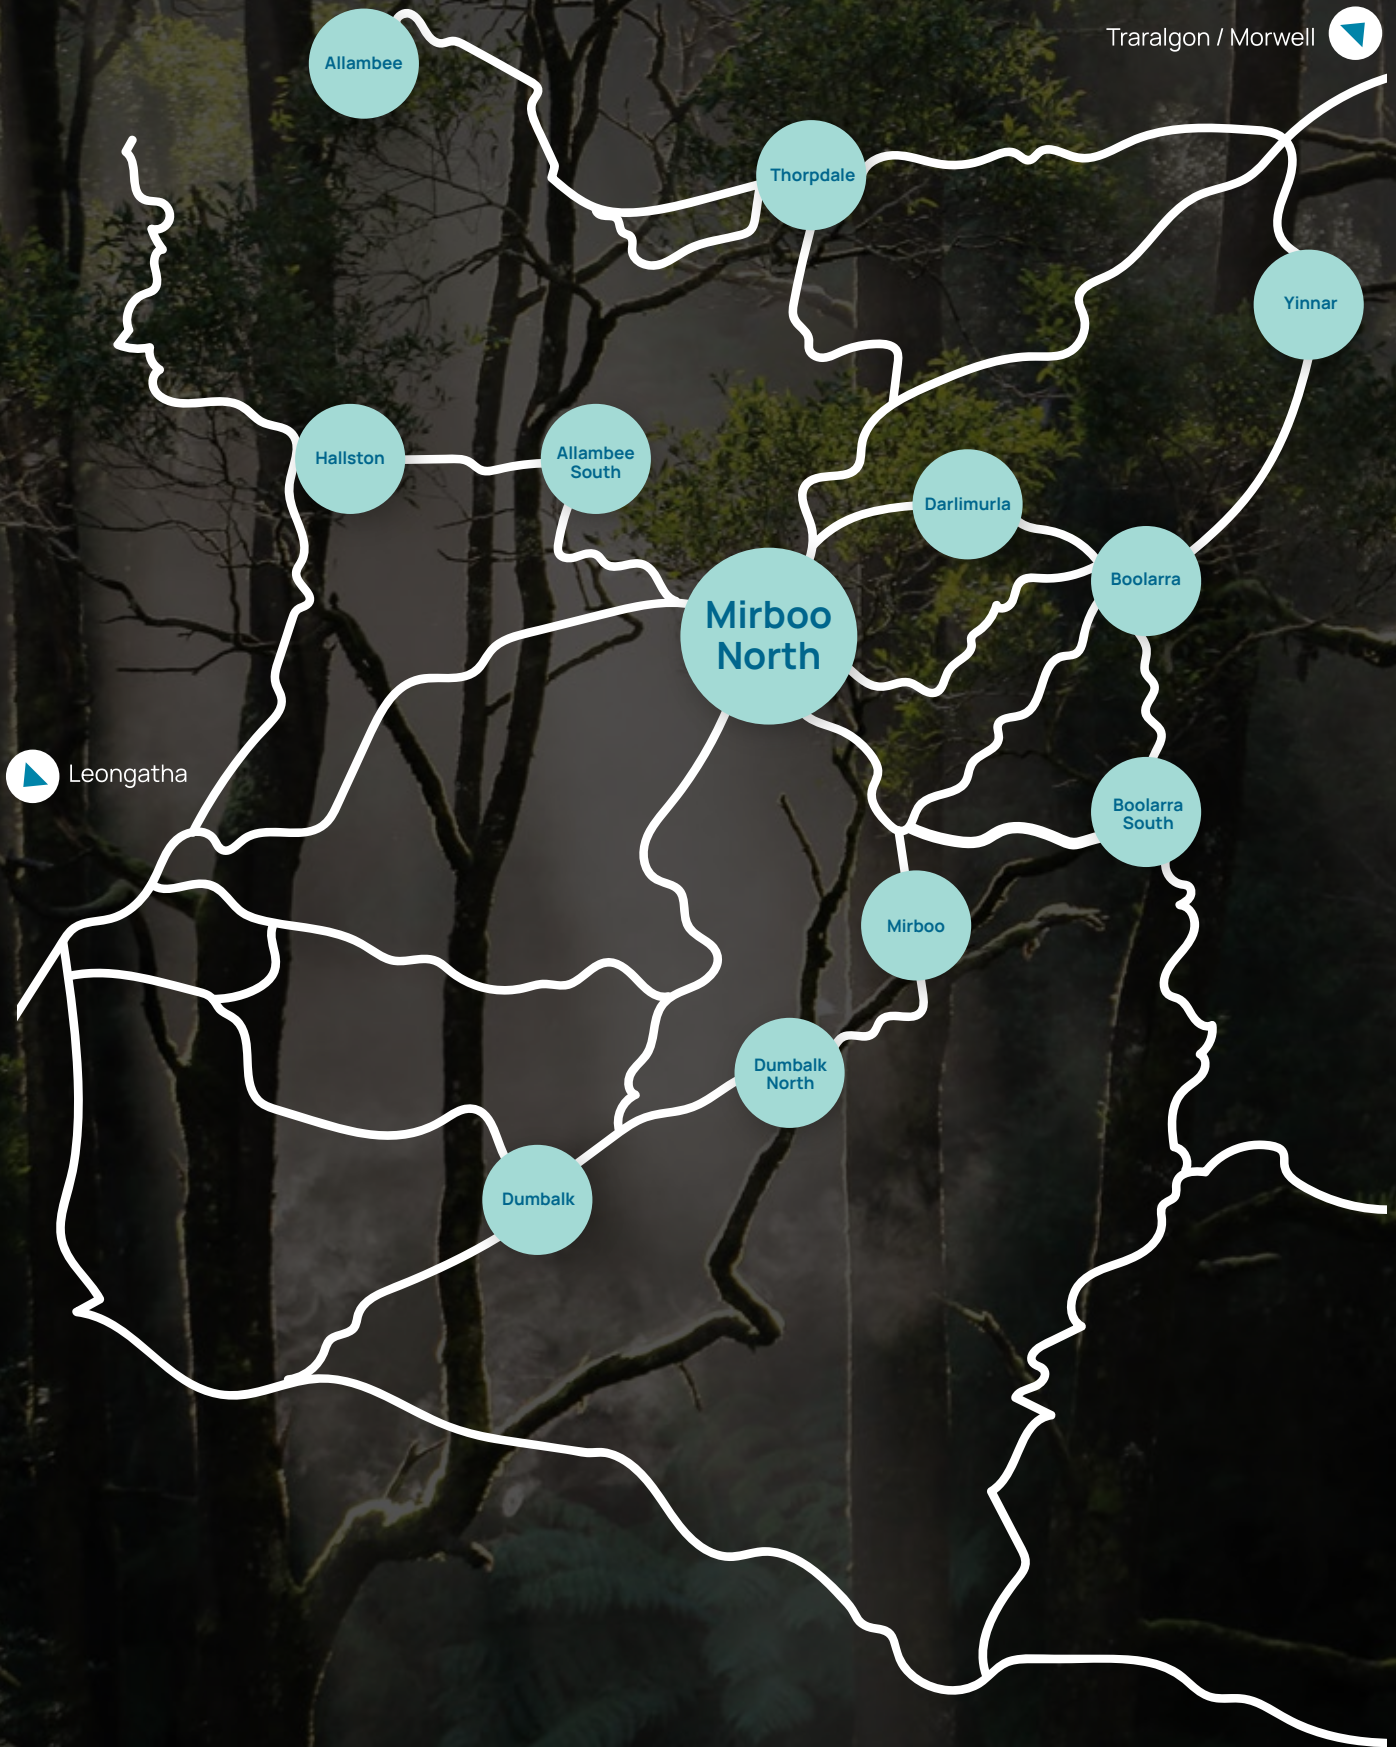 Traralgon / Morwell
Allambee
Thorpdale
Yinnar
Hallston
Allambee
South
Darlimurla
Boolarra
Mirboo
North
Leongatha
Boolarra
South
Mirboo
Dumbalk
North
Dumbalk